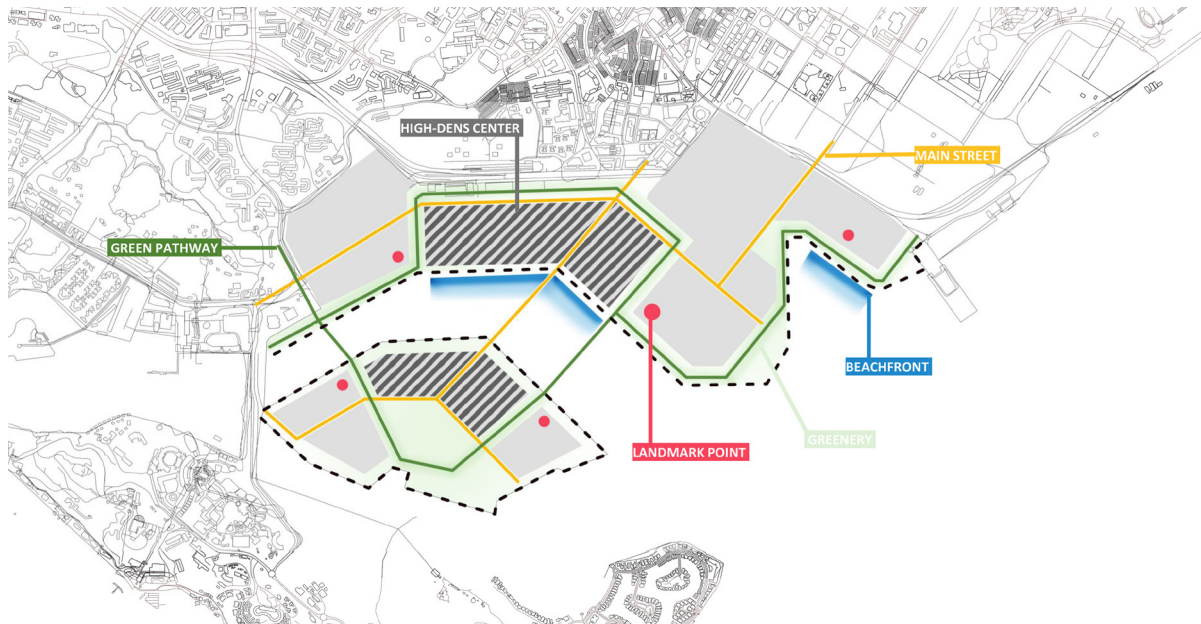 HIGH-DENS CENTER
MAIN STREET
GREEN PATHWAY
BEACHFRONT
GREENERY
LANDMARK POINT